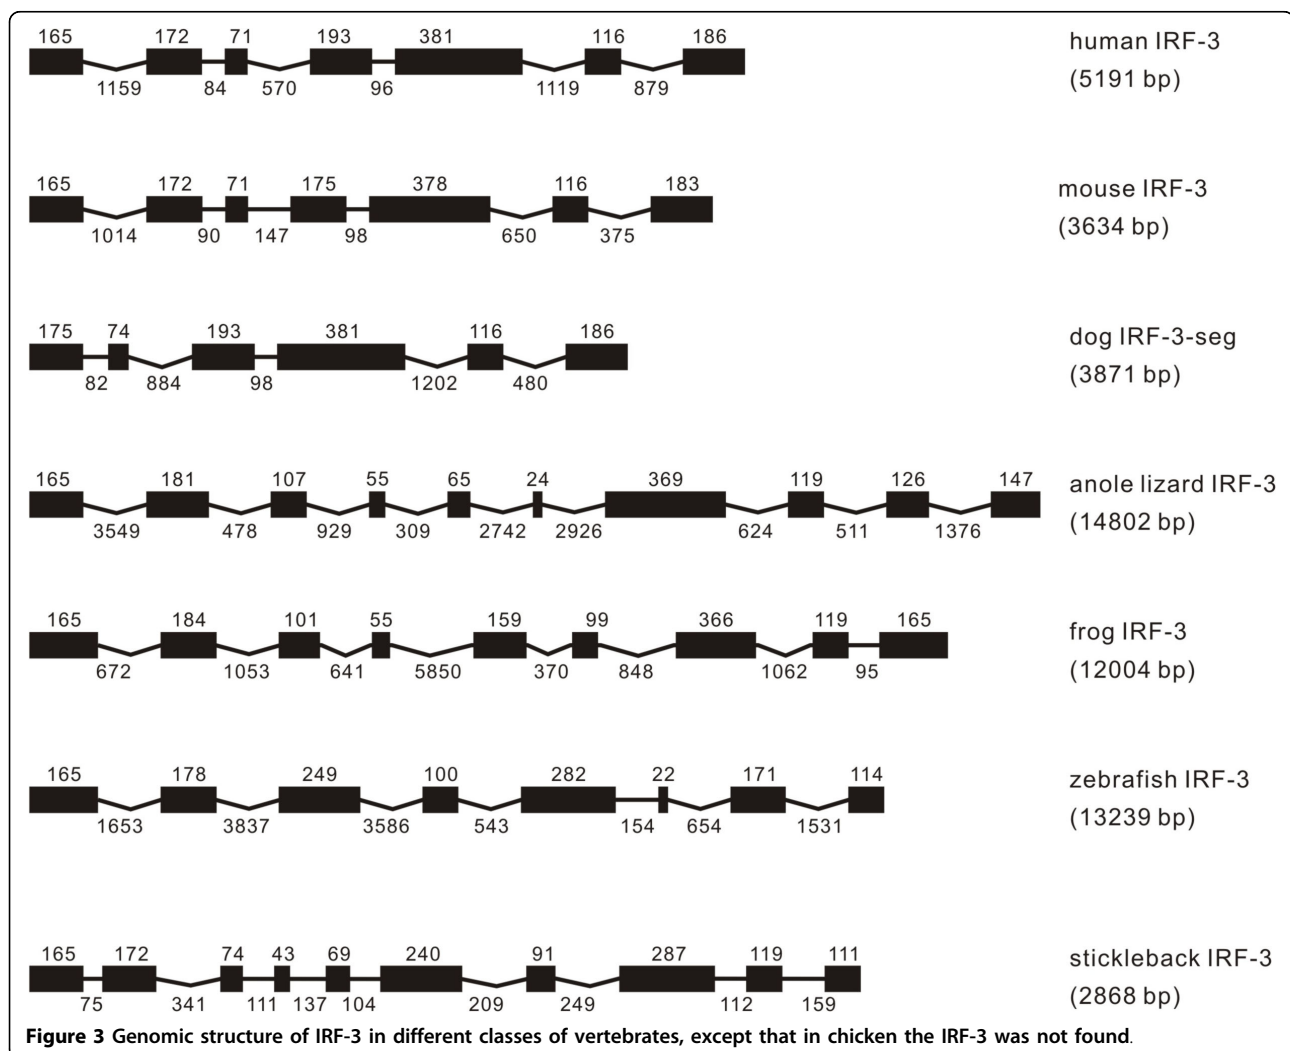 165 172 71 193 381 116 186
human IRF-3
1159 84 570 96 1119 879
(5191 bp)
165 172 71 175 378 116 183
mouse IRF-3
1014 90 147 98 650 375
(3634 bp)
175 74 193 381 116 186
dog IRF-3-seg
82 884 98 1202 480
(3871 bp)
165 181 107 55 65 24 369 119 126 147
anole lizard IRF-3
3549 478 929 309 2742 2926 624 511 1376
(14802 bp)
165 184 101 55 159 99 366 119 165
frog IRF-3
672 1053 641 5850 370 848 1062 95
(12004 bp)
165 178 249 100 282 22 171 114
zebrafish IRF-3
1653 3837 3586 543 154 654 1531
(13239 bp)
165 172 74 43 69 240 91 287 119 111
stickleback IRF-3
75 341 111 137 104 209 249 112 159
(2868 bp)
Figure 3 Genomic structure of IRF-3 in different classes of vertebrates, except that in chicken the IRF-3 was not found.